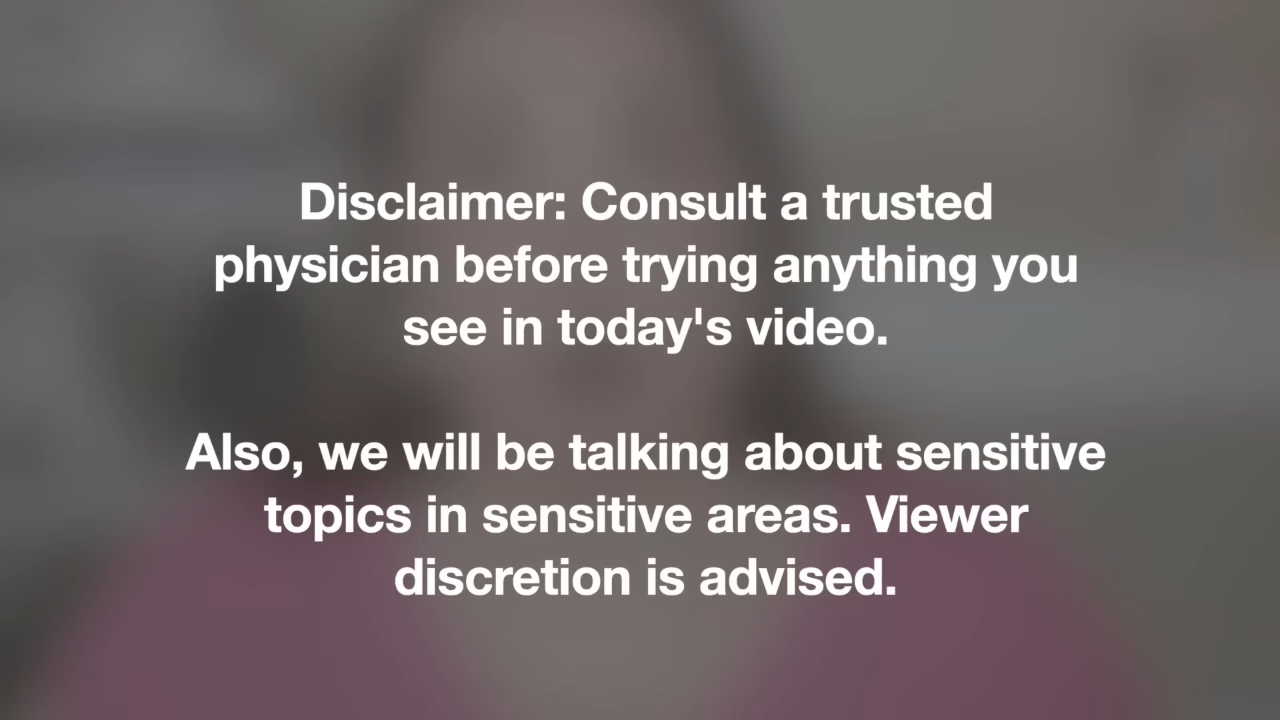 Disclaimer: Consult a trusted
physician before trying anything you
see in today's video.
Also, we will be talking about sensitive
topics in sensitive areas. Viewer
discretion is advised.